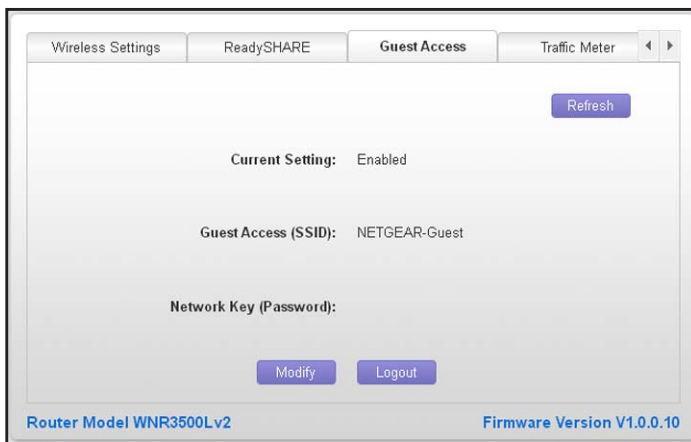 Wireless Settings ReadySHARE Guest Access Traffic Meter
Refresh
Current Setting: Enabled
Guest Access (SSID): NETGEAR-Guest
Network Key (Password):
Modify Logout
Router Model WNR3500Lv2 Firmware Version V1.0.0.10